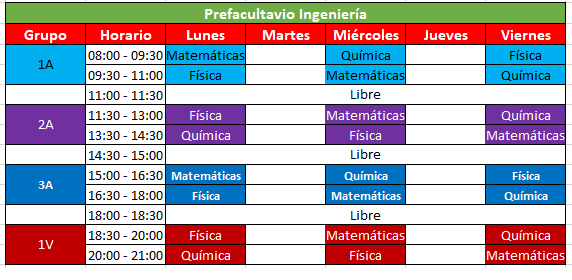 Prefacultavio Ingeniería
Grupo Horario Lunes Martes Miércoles Jueves Viernes
1A 08:00 - 09:30 Matemáticas Química Física
09:30 - 11:00 Física Matemáticas Química
11:00 - 11:30 Libre
2A 11:30 - 13:00 Física Matemáticas Química
13:30 - 14:30 Química Física Matemáticas
14:30 - 15:00 Libre
3A 15:00 - 16:30 Matemáticas Química Física
16:30 - 18:00 Física Matemáticas Química
18:00 - 18:30 Libre
1V 18:30 - 20:00 Física Matemáticas Química
20:00 - 21:00 Química Física Matemáticas